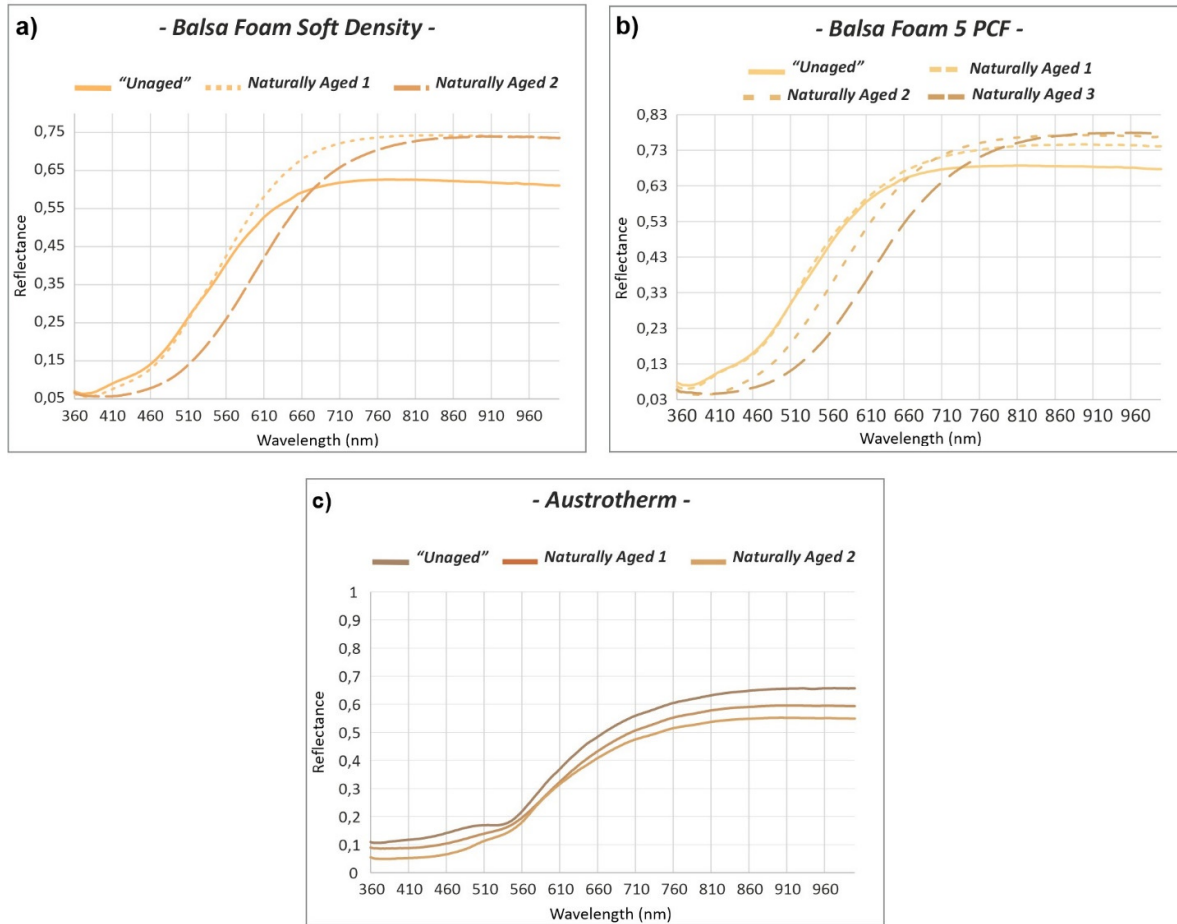 a)
- Balsa Foam Soft Density -
"Unaged" Naturally Aged 1 Naturally Aged 2
0,75
0,65
0,55
0,45
0,35
0,25
0,15
0,05
Reflectance
360 410 460 510 560 610 660 710 760 810 860 910 960
Wavelength (nm)
b)
- Balsa Foam 5 PCF -
"Unaged" Naturally Aged 1
Naturally Aged 2 Naturally Aged 3
0,83
0,73
0,63
0,53
0,43
0,33
0,23
0,13
0,03
Reflectance
360 410 460 510 560 610 660 710 760 810 860 910 960
Wavelength (nm)
c)
- Austrotherm -
"Unaged" Naturally Aged 1 Naturally Aged 2
1
0,9
0,8
0,7
0,6
0,5
0,4
0,3
0,2
0,1
0
Reflectance
360 410 460 510 560 610 660 710 760 810 860 910 960
Wavelength (nm)